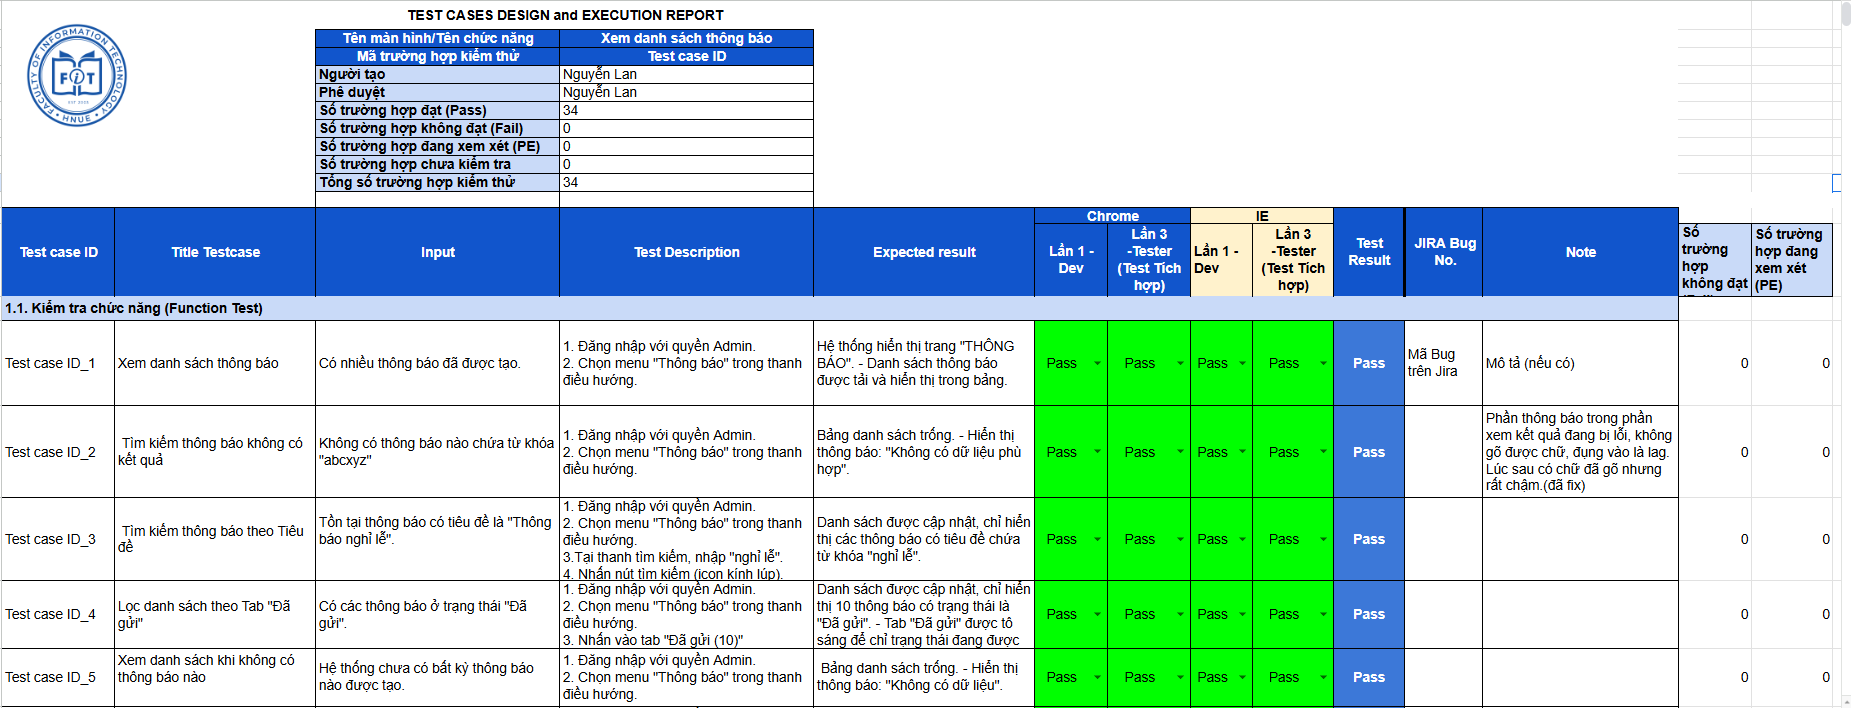 TEST CASES DESIGN and EXECUTION REPORT
FACULTY OF INFORMATION TECHNOLOGY
FiT
EST 2025
HNUE
Tên màn hình/Tên chức năng
Xem danh sách thông báo
Mã trường hợp kiểm thử
Test case ID
Người tạo
Nguyễn Lan
Phê duyệt
Nguyễn Lan
Số trường hợp đạt (Pass)
34
Số trường hợp không đạt (Fail)
0
Số trường hợp đang xem xét (PE)
0
Số trường hợp chưa kiểm tra
0
Tổng số trường hợp kiểm thử
34
Test case ID
Title Testcase
Input
Test Description
Expected result
Chrome
Lần 1 -
Dev
Lần 3
-Tester
(Test Tích
hợp)
IE
Lần 1 -
Dev
Lần 3
-Tester
(Test Tích
hợp)
Test
Result
JIRA Bug
No.
Note
Số
trường
hợp
không đạt
Số trường
hợp đang
xem xét
(PE)
1.1. Kiểm tra chức năng (Function Test)
Test case ID_1
Xem danh sách thông báo
Có nhiều thông báo đã được tạo.
1. Đăng nhập với quyền Admin.
2. Chọn menu "Thông báo" trong thanh
điều hướng.
Hệ thống hiển thị trang "THÔNG
BÁO". - Danh sách thông báo
được tải và hiển thị trong bảng.
Pass
Pass
Pass
Pass
Pass
Mã Bug
trên Jira
Mô tả (nếu có)
0
0
Test case ID_2
Tìm kiếm thông báo không có
kết quả
Không có thông báo nào chứa từ khóa
"abcxyz"
1. Đăng nhập với quyền Admin.
2. Chọn menu "Thông báo" trong thanh
điều hướng.
Bảng danh sách trống. - Hiển thị
thông báo: "Không có dữ liệu phù
hợp".
Pass
Pass
Pass
Pass
Pass
Phần thông báo trong phần
xem kết quả đang bị lỗi, không
gõ được chữ, đụng vào là lag.
Lúc sau có chữ đã gõ nhưng
rất chậm.(đã fix)
0
0
Test case ID_3
Tìm kiếm thông báo theo Tiêu
đề
Tồn tại thông báo có tiêu đề là "Thông
báo nghỉ lễ".
1. Đăng nhập với quyền Admin.
2. Chọn menu "Thông báo" trong thanh
điều hướng.
3.Tại thanh tìm kiếm, nhập "nghỉ lễ".
4. Nhấn nút tìm kiếm (icon kính lúp).
Danh sách được cập nhật, chỉ hiển
thị các thông báo có tiêu đề chứa
từ khóa "nghỉ lễ".
Pass
Pass
Pass
Pass
Pass
0
0
Test case ID_4
Lọc danh sách theo Tab "Đã
gửi"
Có các thông báo ở trạng thái "Đã
gửi".
1. Đăng nhập với quyền Admin.
2. Chọn menu "Thông báo" trong thanh
điều hướng.
3. Nhấn vào tab "Đã gửi (10)"
Danh sách được cập nhật, chỉ hiển
thị 10 thông báo có trạng thái là
"Đã gửi". - Tab "Đã gửi" được tô
sáng để chỉ trạng thái đang được
Pass
Pass
Pass
Pass
Pass
0
0
Test case ID_5
Xem danh sách khi không có
thông báo nào
Hệ thống chưa có bất kỳ thông báo
nào được tạo.
1. Đăng nhập với quyền Admin.
2. Chọn menu "Thông báo" trong thanh
điều hướng.
Bảng danh sách trống. - Hiển thị
thông báo: "Không có dữ liệu".
Pass
Pass
Pass
Pass
Pass
0
0